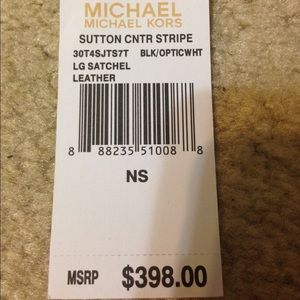 MICHAEL
MICHAEL KORS
SUTTON CNTR STRIPE
30T4SJTS7T BLK/OPTICWHT
LG SATCHEL
LEATHER
8 88235 51008 8
NS
MSRP $398.00